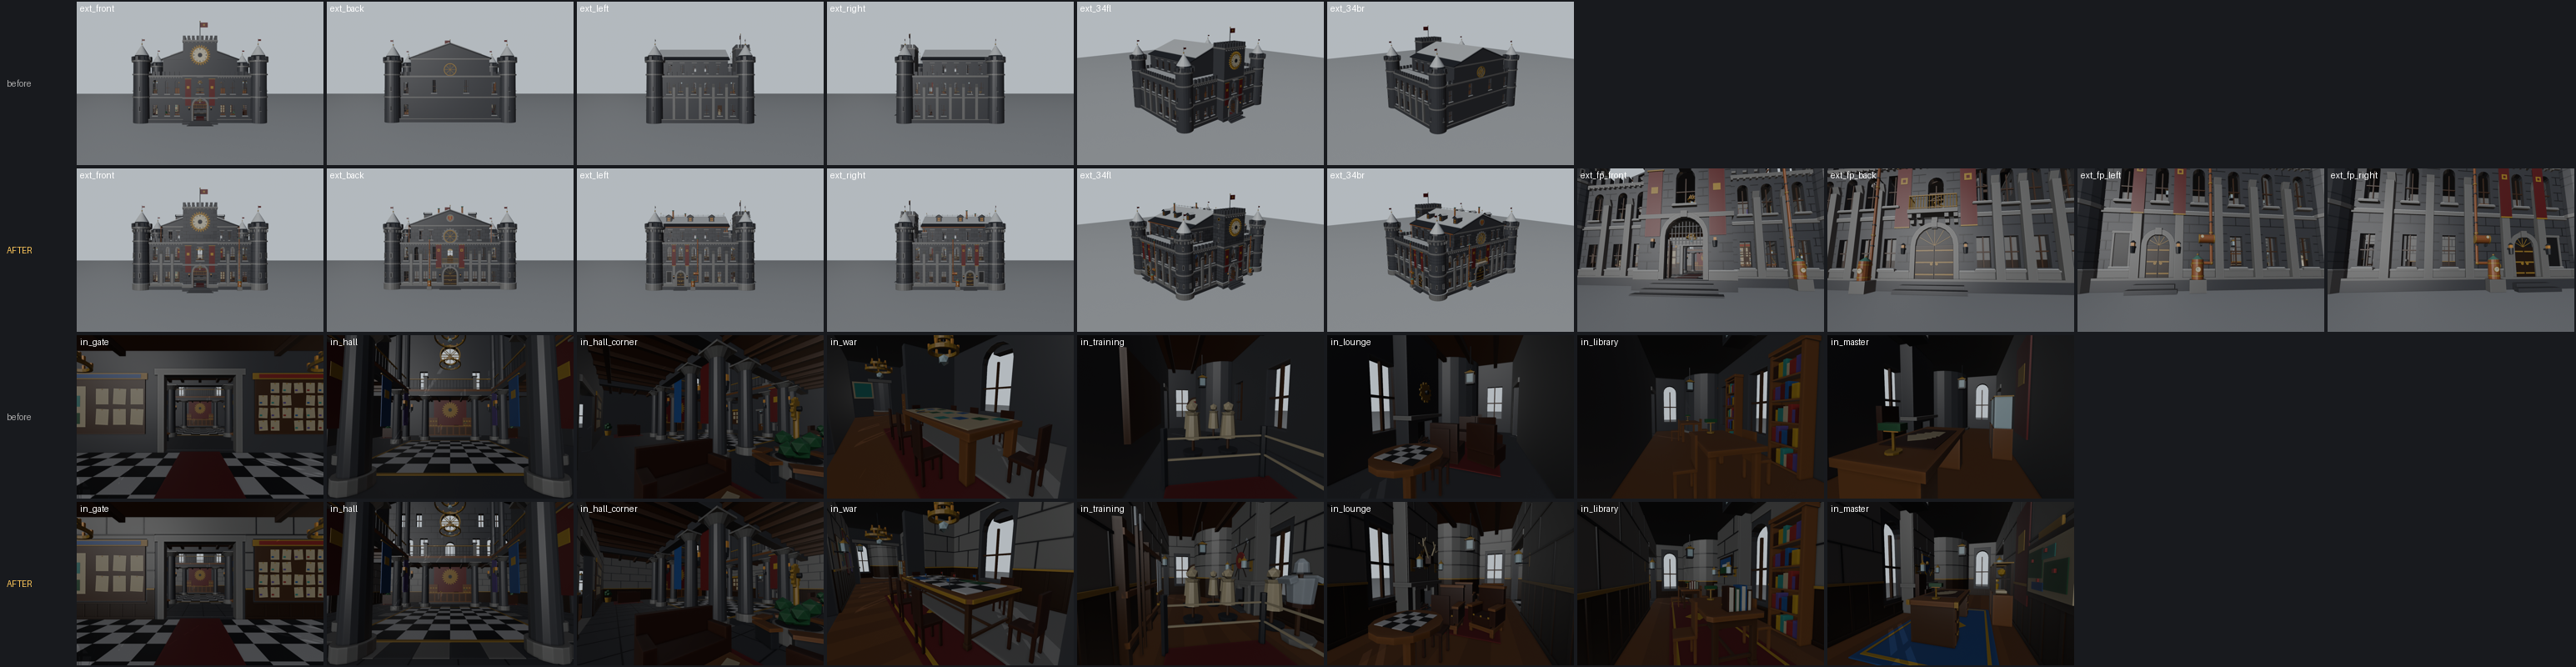 ext_front ext_back ext_left ext_right ext_34fl ext_34br
before
ext_front ext_back ext_left ext_right ext_34fl ext_34br ext_fp_front ext_fp_back ext_fp_left ext_fp_right
AFTER
in_gate in_hall in_hall_corner in_war in_training in_lounge in_library in_master
before
in_gate in_hall in_hall_corner in_war in_training in_lounge in_library in_master
AFTER